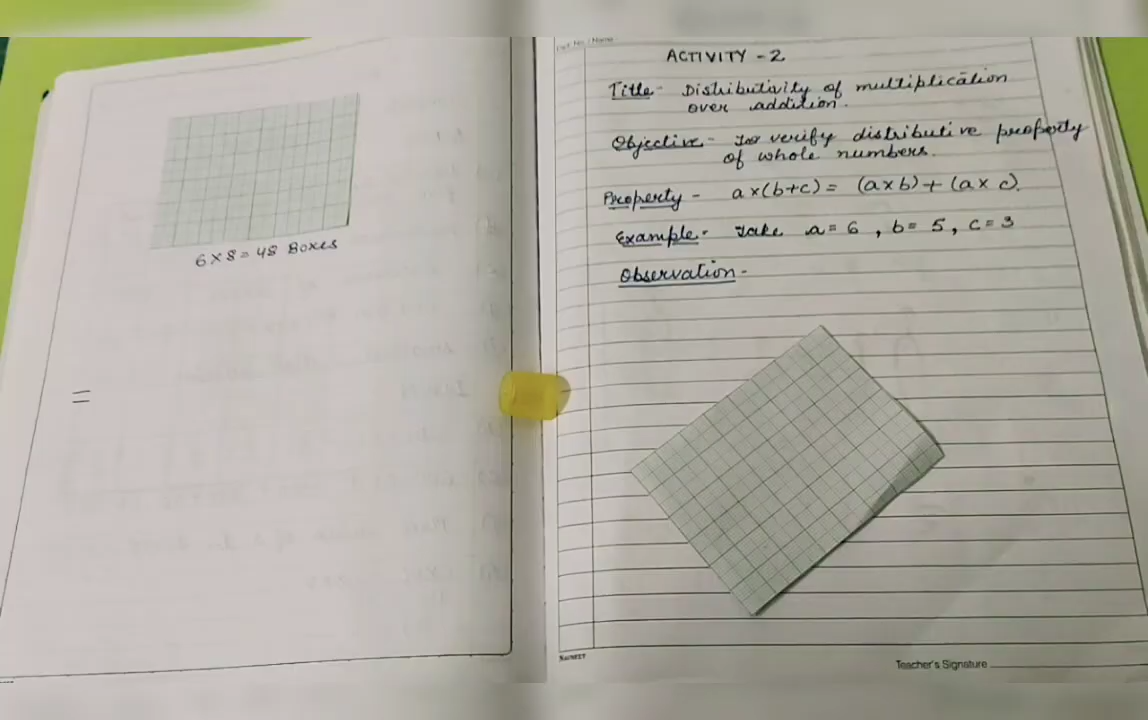 6 x 8 = 48 Boxes
=
ACTIVITY - 2
Title - Distributivity of multiplication
over addition.
Objective - To verify distributive property
of whole numbers.
Property - a x (b+c) = (a x b) + (a x c).
Example - Take a = 6 , b = 5 , c = 3
Observation -
Teacher's Signature